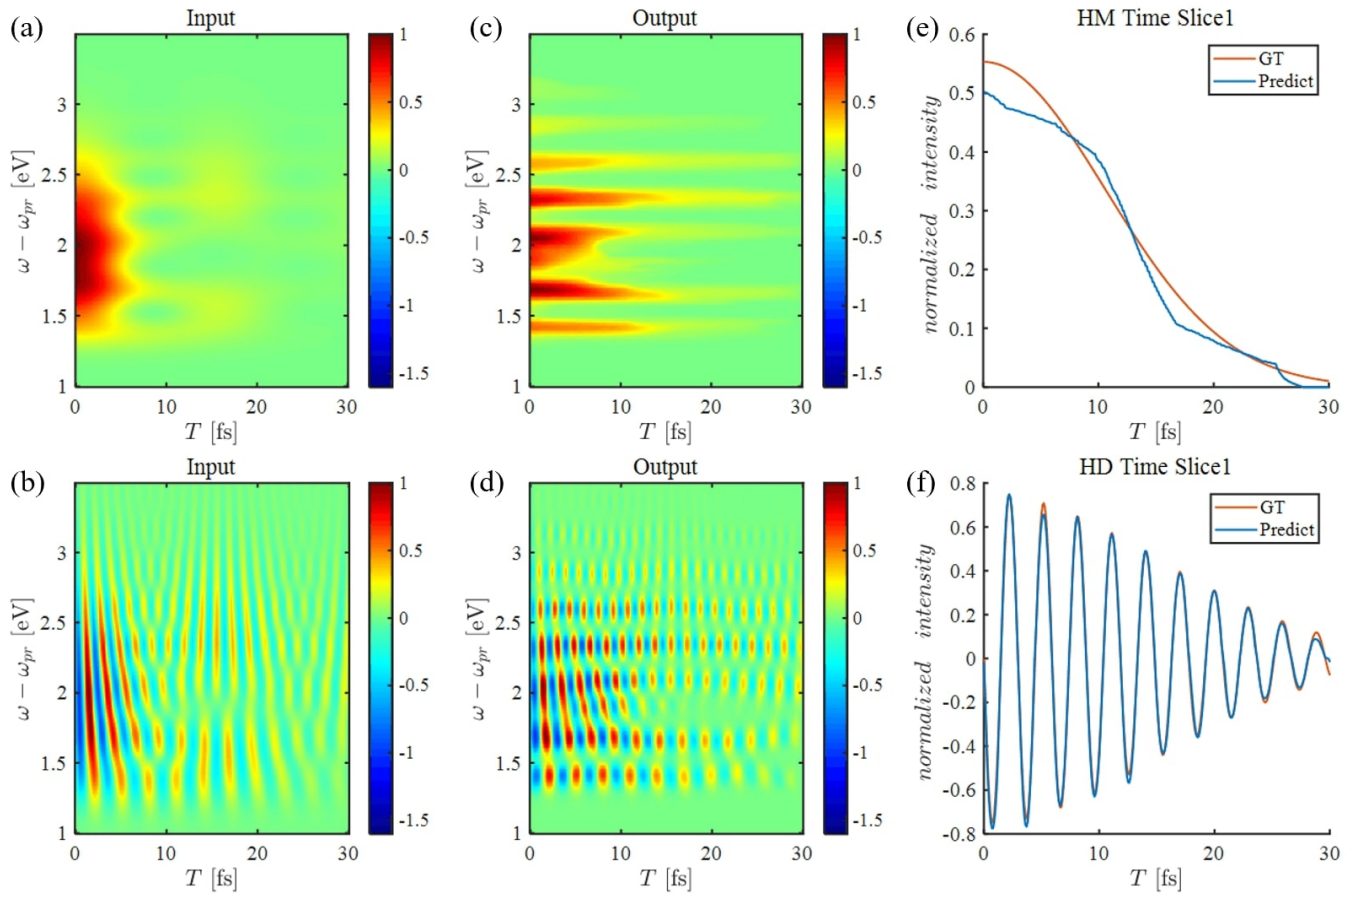 (a)
Input
3
2.5
2
1.5
1
0 10 20 30
ω − ωpr [eV]
T [fs]
1
0.5
0
-0.5
-1
-1.5
(c)
Output
3
2.5
2
1.5
1
0 10 20 30
ω − ωpr [eV]
T [fs]
1
0.5
0
-0.5
-1
-1.5
(e)
HM Time Slice1
GT
Predict
0.6
0.5
0.4
0.3
0.2
0.1
0
0 10 20 30
normalized intensity
T [fs]
(b)
Input
3
2.5
2
1.5
1
0 10 20 30
ω − ωpr [eV]
T [fs]
1
0.5
0
-0.5
-1
-1.5
(d)
Output
3
2.5
2
1.5
1
0 10 20 30
ω − ωpr [eV]
T [fs]
1
0.5
0
-0.5
-1
-1.5
(f)
HD Time Slice1
GT
Predict
0.8
0.6
0.4
0.2
0
-0.2
-0.4
-0.6
-0.8
0 10 20 30
normalized intensity
T [fs]